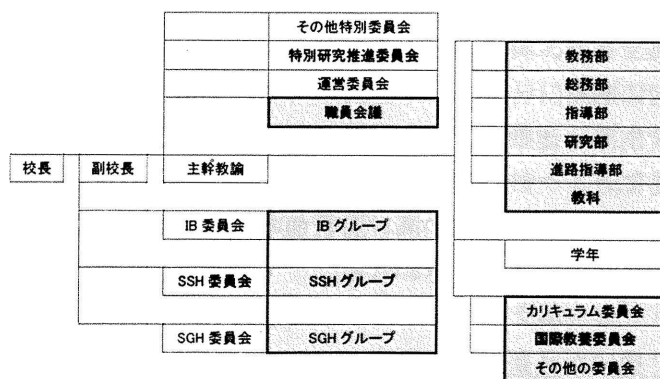 その他特別委員会
特別研究推進委員会
運営委員会
職員会議
校長
副校長
主幹教諭
IB 委員会
IB グループ
SSH 委員会
SSH グループ
SGH 委員会
SGH グループ
教務部
総務部
指導部
研究部
進路指導部
教科
学年
カリキュラム委員会
国際教養委員会
その他の委員会